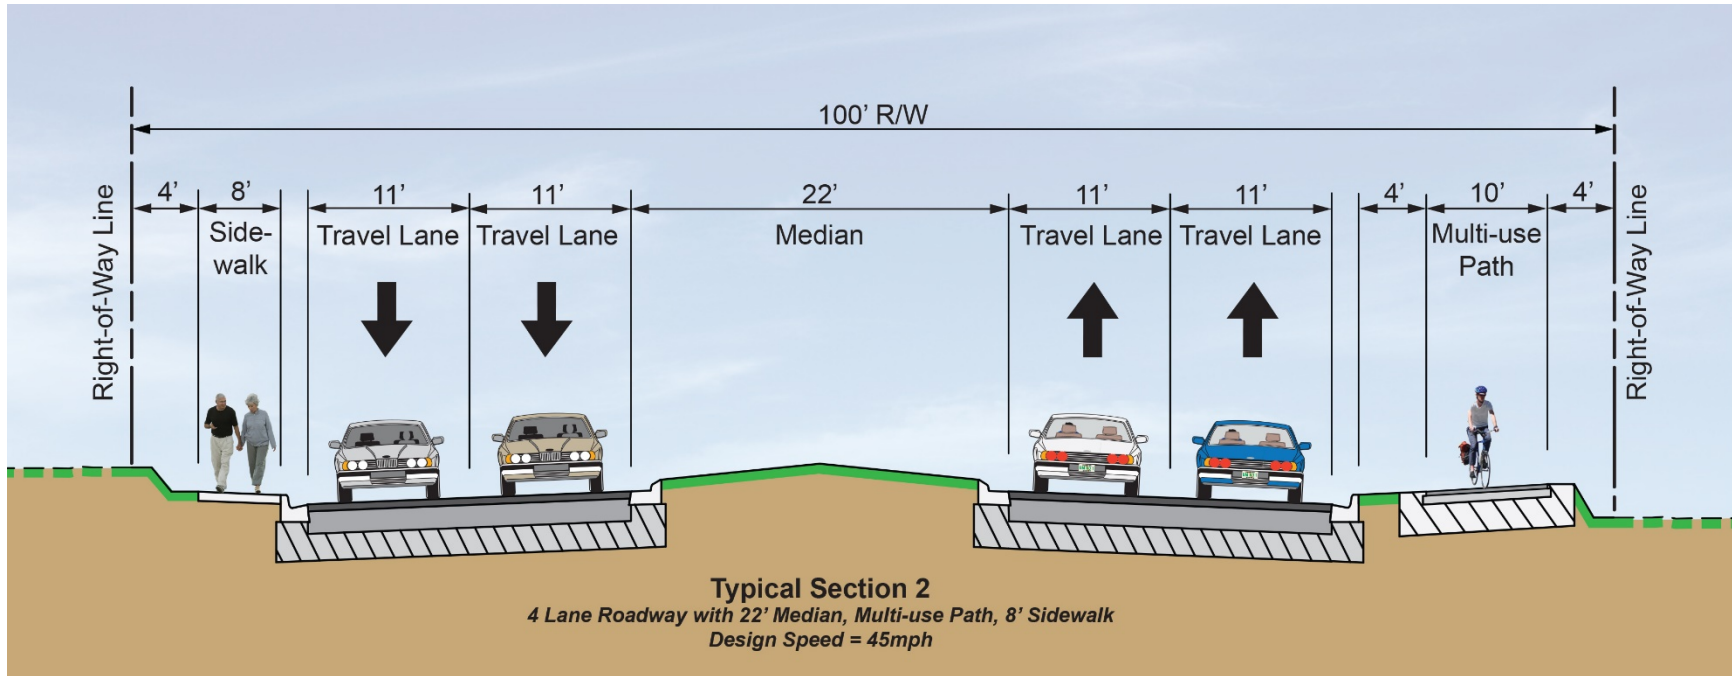 100' R/W
4'
8'
11'
11'
22'
11'
11'
4'
10'
4'
Side-
walk
Travel Lane
Travel Lane
Median
Travel Lane
Travel Lane
Multi-use
Path
Right-of-Way Line
Right-of-Way Line
Typical Section 2
4 Lane Roadway with 22' Median, Multi-use Path, 8' Sidewalk
Design Speed = 45mph